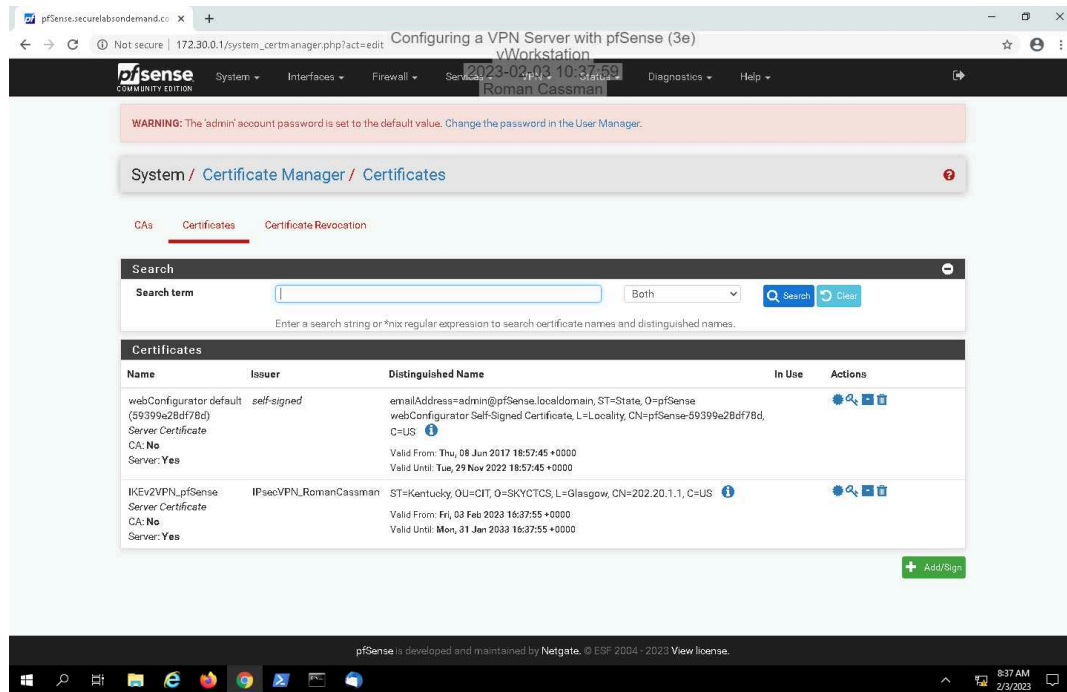 pfSense.securelabsondemand.co
Not secure | 172.30.0.1/system_certmanager.php?act=edit
Configuring a VPN Server with pfSense (3e)
vWorkstation
2023-02-03 10:37:59
Roman Cassman
pfsense
COMMUNITY EDITION
System
Interfaces
Firewall
Services
VPN
Status
Diagnostics
Help
WARNING: The 'admin' account password is set to the default value. Change the password in the User Manager.
System / Certificate Manager / Certificates
CAs Certificates Certificate Revocation
Search
Search term Both Search Clear
Enter a search string or *nix regular expression to search certificate names and distinguished names.
Certificates
Name Issuer Distinguished Name In Use Actions
webConfigurator default self-signed emailAddress=admin@pfSense.localdomain, ST=State, O=pfSense
(59399e28df78d) webConfigurator Self-Signed Certificate, L=Locality, CN=pfSense-59399e28df78d,
Server Certificate C=US
CA: No Valid From: Thu, 08 Jun 2017 18:57:45 +0000
Server: Yes Valid Until: Tue, 29 Nov 2022 18:57:45 +0000
IKEv2VPN_pfSense IPsecVPN_RomanCassman ST=Kentucky, OU=CIT, O=SKYCTCS, L=Glasgow, CN=202.20.1.1, C=US
Server Certificate Valid From: Fri, 03 Feb 2023 16:37:55 +0000
CA: No Valid Until: Mon, 31 Jan 2033 16:37:55 +0000
Server: Yes
Add/Sign
pfSense is developed and maintained by Netgate. © ESF 2004 - 2023 View license.
8:37 AM
2/3/2023